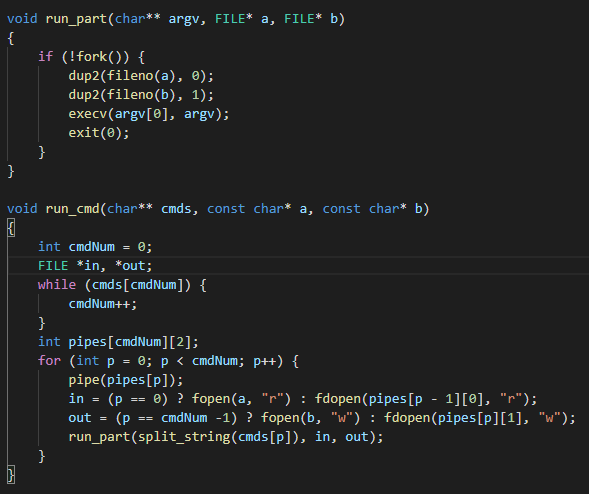 void run_part(char** argv, FILE* a, FILE* b)
{
    if (!fork()) {
        dup2(fileno(a), 0);
        dup2(fileno(b), 1);
        execv(argv[0], argv);
        exit(0);
    }
}

void run_cmd(char** cmds, const char* a, const char* b)
{
    int cmdNum = 0;
    FILE *in, *out;
    while (cmds[cmdNum]) {
        cmdNum++;
    }
    int pipes[cmdNum][2];
    for (int p = 0; p < cmdNum; p++) {
        pipe(pipes[p]);
        in = (p == 0) ? fopen(a, "r") : fdopen(pipes[p - 1][0], "r");
        out = (p == cmdNum -1) ? fopen(b, "w") : fdopen(pipes[p][1], "w");
        run_part(split_string(cmds[p]), in, out);
    }
}